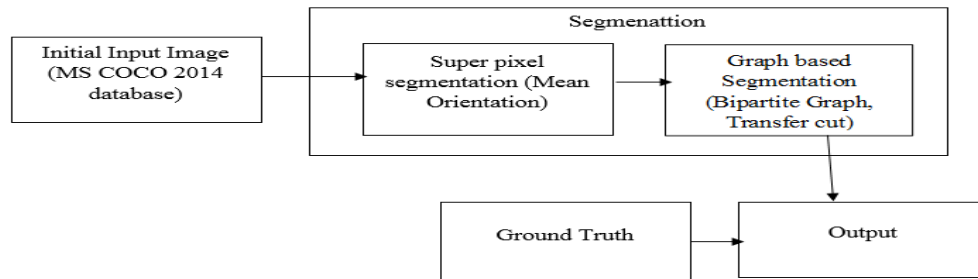 Segmenattion
Initial Input Image
(MS COCO 2014
database)
Super pixel
segmentation (Mean
Orientation)
Graph based
Segmentation
(Bipartite Graph,
Transfer cut)
Ground Truth
Output